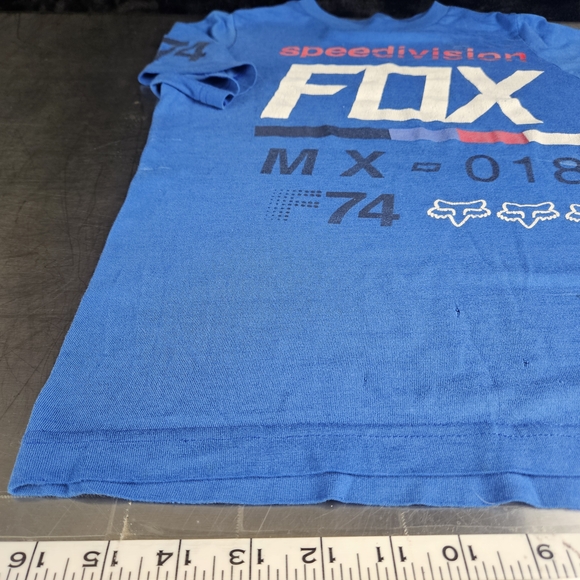 74
speedivision
FOX
MX-018
F74
16 15 14 13 12 11 10 9